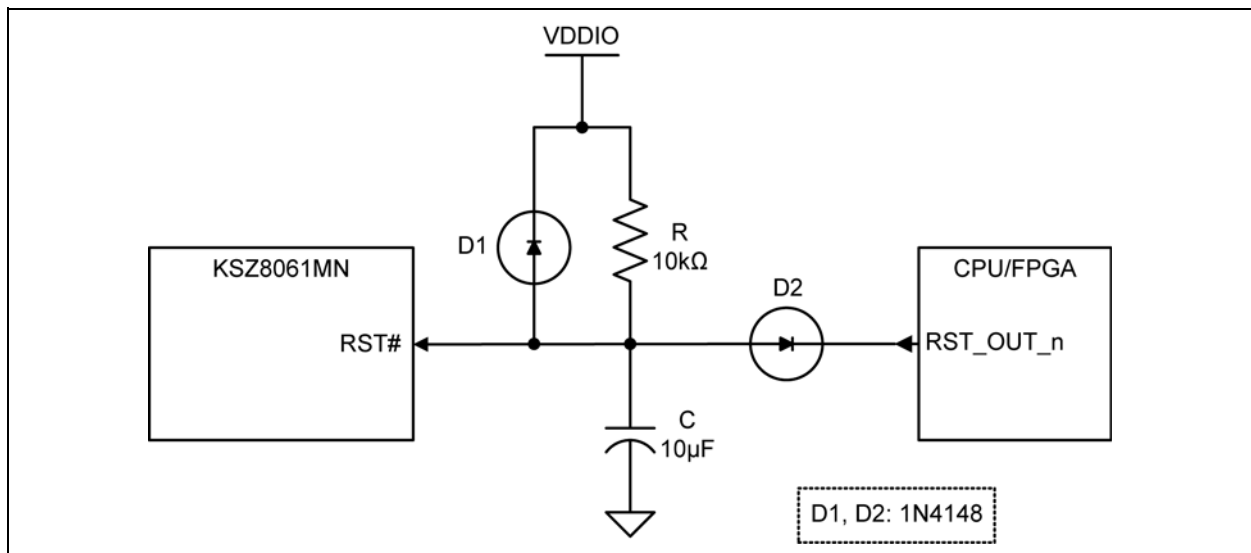 VDDIO
D1
R
10kΩ
KSZ8061MN
CPU/FPGA
D2
RST#
RST_OUT_n
C
10µF
D1, D2: 1N4148